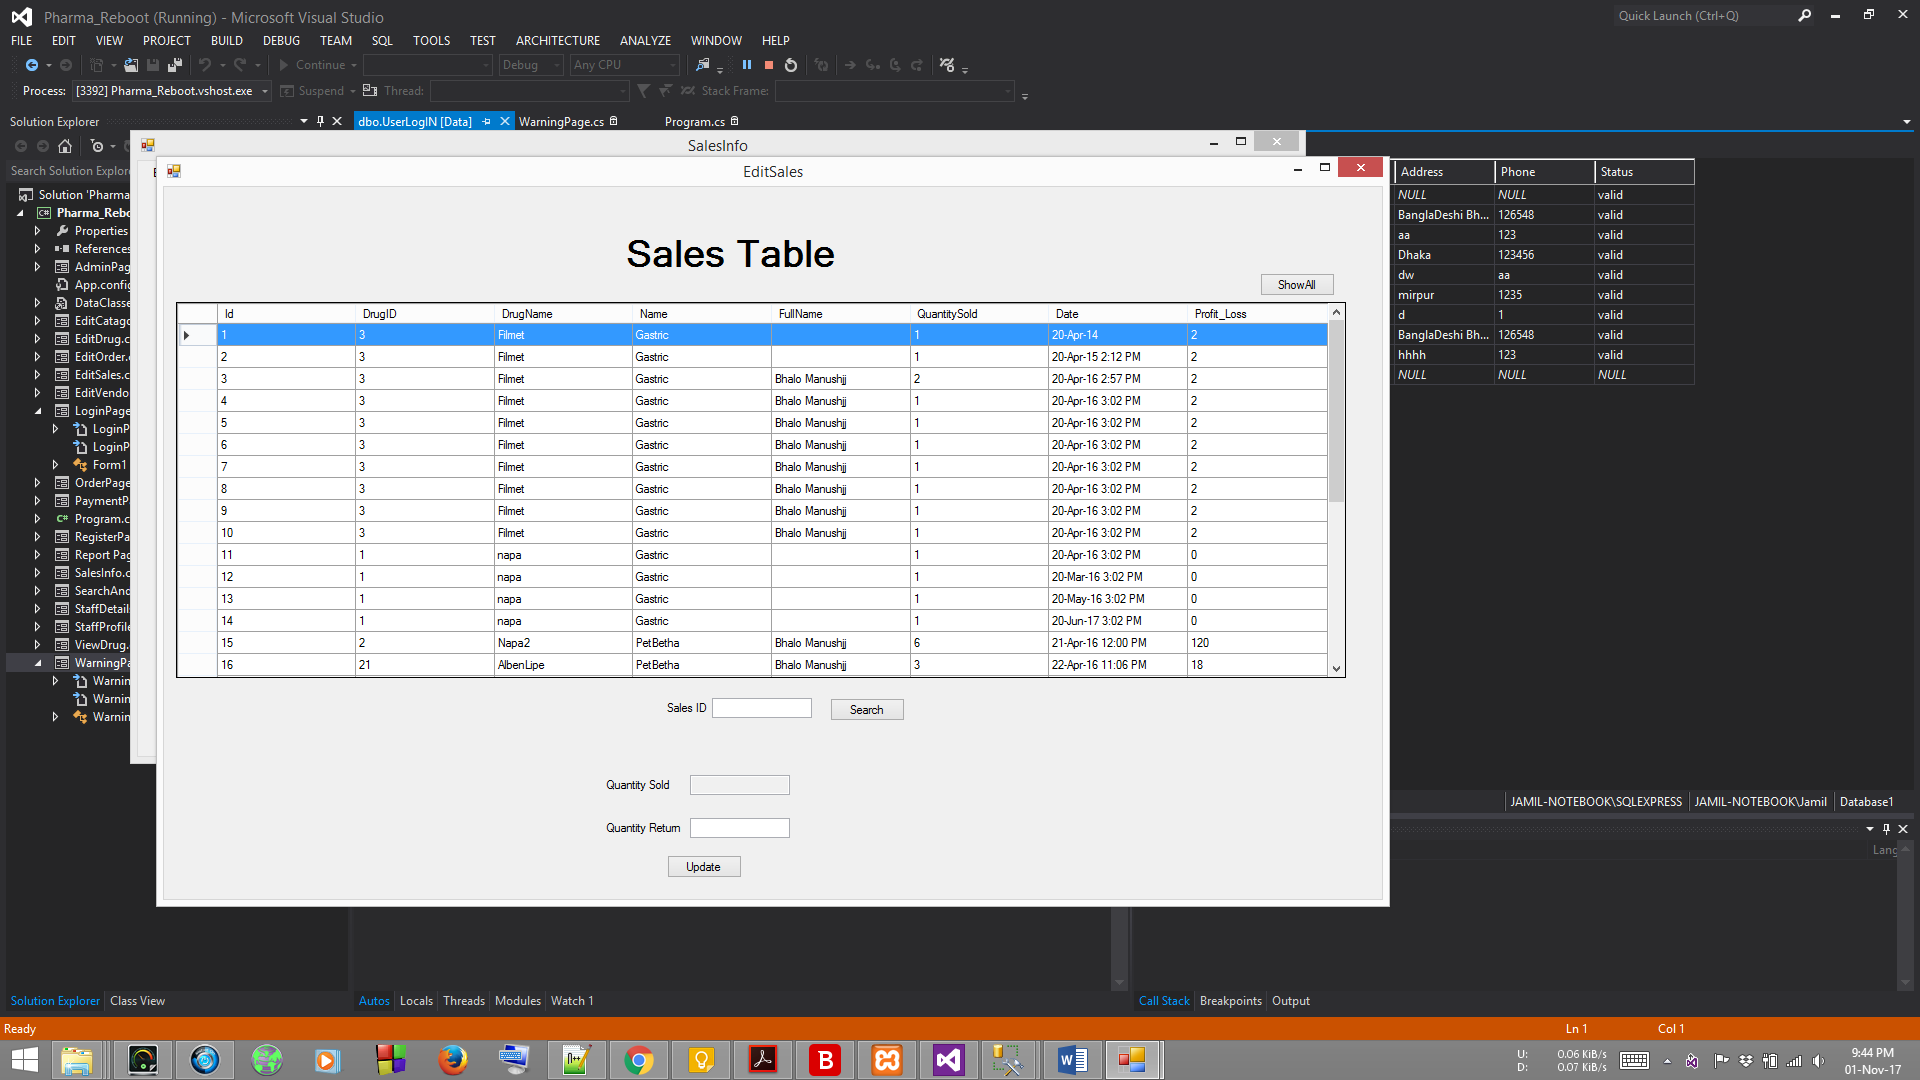 Pharma_Reboot (Running) - Microsoft Visual Studio
Quick Launch (Ctrl+Q)
FILE EDIT VIEW PROJECT BUILD DEBUG TEAM SQL TOOLS TEST ARCHITECTURE ANALYZE WINDOW HELP
Continue Debug Any CPU
Process: [3392] Pharma_Reboot.vshost.exe Suspend Thread: Stack Frame:
Solution Explorer
dbo.UserLogIN [Data] WarningPage.cs Program.cs
SalesInfo
EditSales
Search Solution Explore
Solution 'Pharma
Pharma_Rebo
Properties
References
AdminPag
App.config
DataClasse
EditCatago
EditDrug.c
EditOrder.
EditSales.c
EditVendo
LoginPage
LoginP
LoginP
Form1
OrderPage
PaymentP
Program.c
RegisterPa
Report Pag
SalesInfo.c
SearchAnd
StaffDetail
StaffProfile
ViewDrug.
WarningPa
Warnin
Warnin
Warnin
Sales Table
ShowAll
Id DrugID DrugName Name FullName QuantitySold Date Profit_Loss
1 3 Filmet Gastric 1 20-Apr-14 2
2 3 Filmet Gastric 1 20-Apr-15 2:12 PM 2
3 3 Filmet Gastric Bhalo Manushjj 2 20-Apr-16 2:57 PM 2
4 3 Filmet Gastric Bhalo Manushjj 1 20-Apr-16 3:02 PM 2
5 3 Filmet Gastric Bhalo Manushjj 1 20-Apr-16 3:02 PM 2
6 3 Filmet Gastric Bhalo Manushjj 1 20-Apr-16 3:02 PM 2
7 3 Filmet Gastric Bhalo Manushjj 1 20-Apr-16 3:02 PM 2
8 3 Filmet Gastric Bhalo Manushjj 1 20-Apr-16 3:02 PM 2
9 3 Filmet Gastric Bhalo Manushjj 1 20-Apr-16 3:02 PM 2
10 3 Filmet Gastric Bhalo Manushjj 1 20-Apr-16 3:02 PM 2
11 1 napa Gastric 1 20-Apr-16 3:02 PM 0
12 1 napa Gastric 1 20-Mar-16 3:02 PM 0
13 1 napa Gastric 1 20-May-16 3:02 PM 0
14 1 napa Gastric 1 20-Jun-17 3:02 PM 0
15 2 Napa2 PetBetha Bhalo Manushjj 6 21-Apr-16 12:00 PM 120
16 21 AlbenLipe PetBetha Bhalo Manushjj 3 22-Apr-16 11:06 PM 18
Sales ID Search
Quantity Sold
Quantity Return
Update
Address Phone Status
NULL NULL valid
BanglaDeshi Bh... 126548 valid
aa 123 valid
Dhaka 123456 valid
dw aa valid
mirpur 1235 valid
d 1 valid
BanglaDeshi Bh... 126548 valid
hhhh 123 valid
NULL NULL NULL
JAMIL-NOTEBOOK\SQLEXPRESS JAMIL-NOTEBOOK\Jamil Database1
Lang
Solution Explorer Class View Autos Locals Threads Modules Watch 1 Call Stack Breakpoints Output
Ready Ln 1 Col 1
U: 0.06 KiB/s
D: 0.07 KiB/s
9:44 PM
01-Nov-17